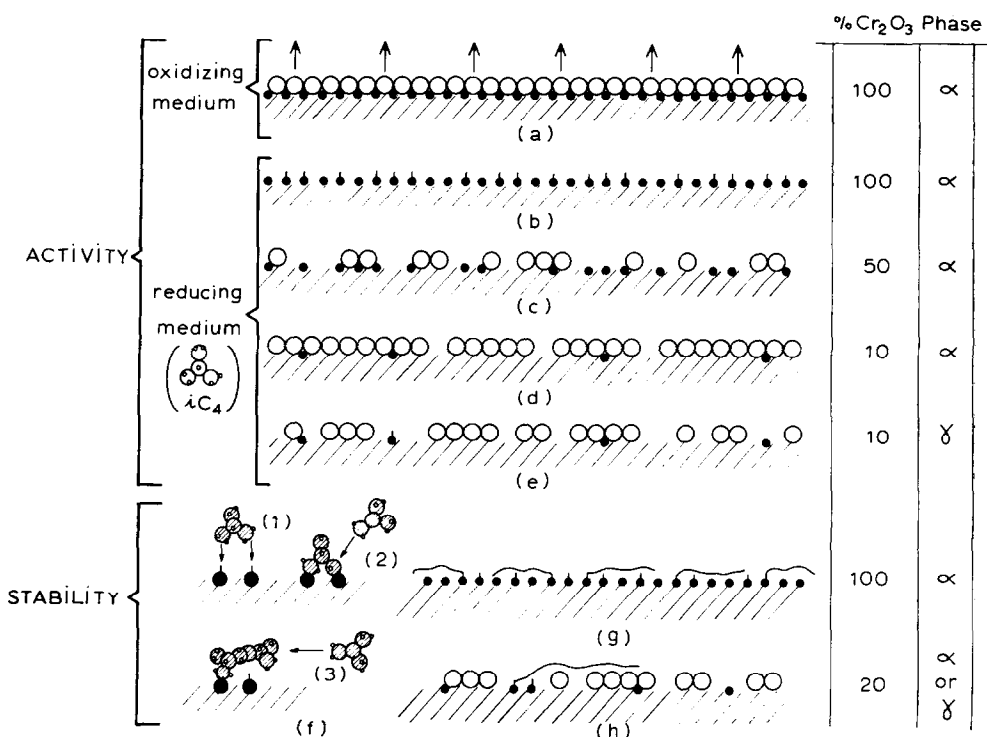 % Cr₂O₃ Phase
oxidizing
medium
100 α
(a)
100 α
(b)
ACTiViTY
50 α
reducing
(c)
medium
10 α
(iC₄)
(d)
10 γ
(e)
(1)
(2)
STABiLiTY
100 α
(g)
(3)
α
20 or
γ
(f) (h)